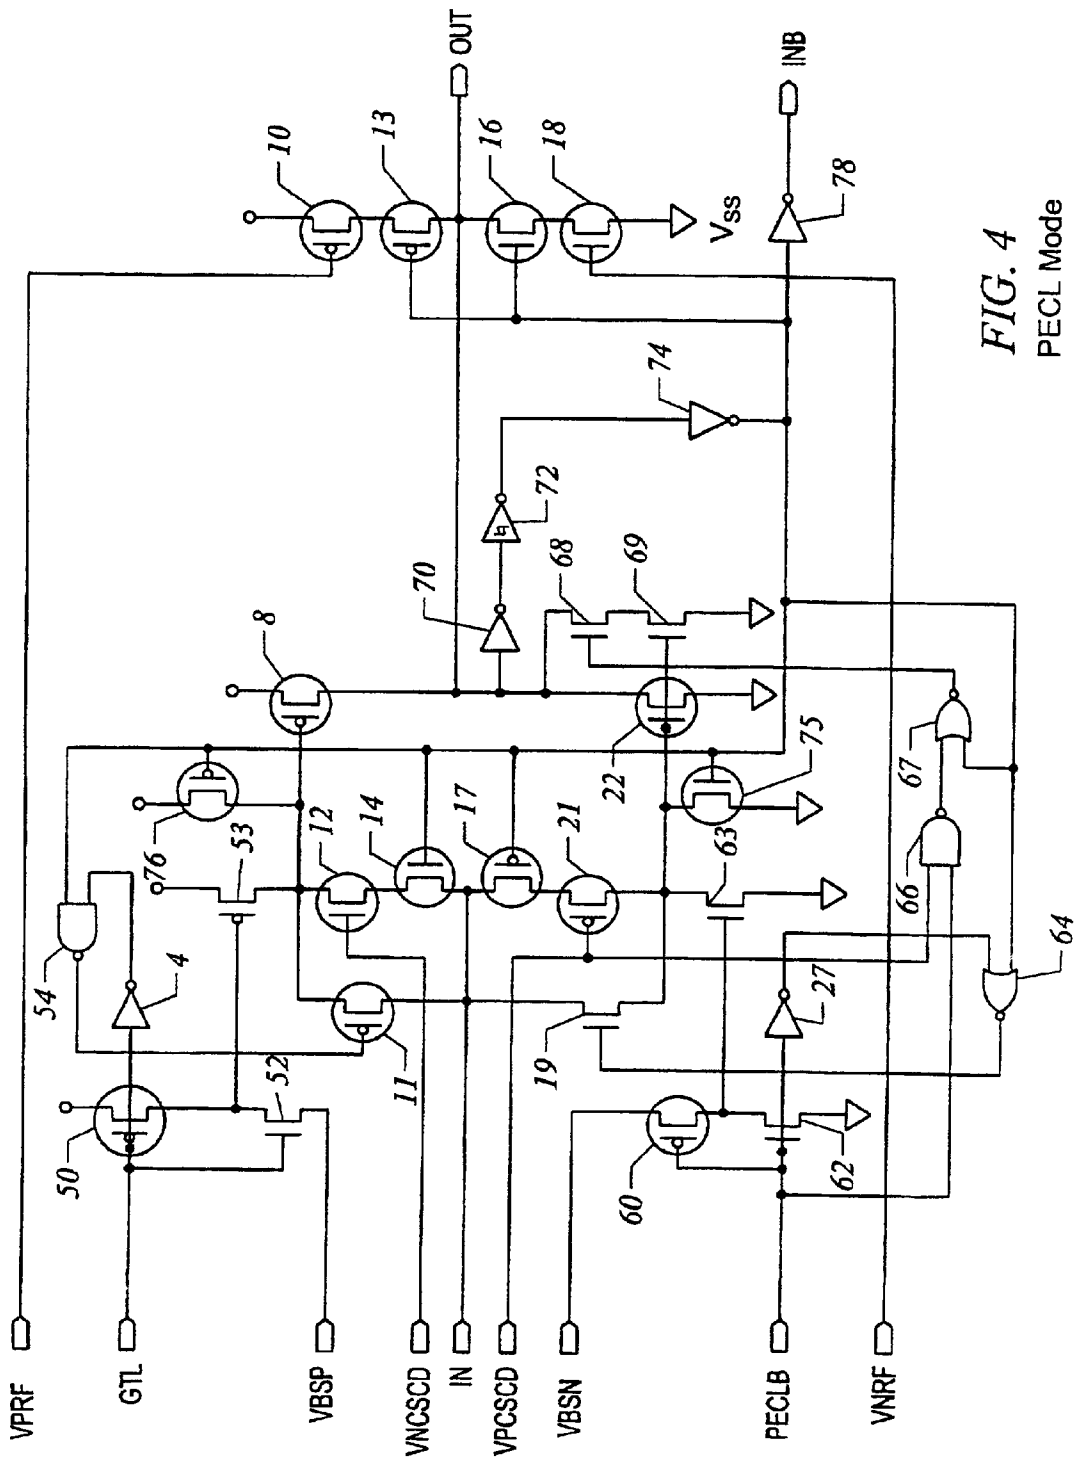 VPRF
GTL
VBSP
VNCSCD
IN
VPCSCD
VBSN
PECLB
VNRF
50
54
4
52
11
76
53
12
14
17
21
19
60
62
27
64
63
66
67
75
22
8
70
72
68
69
74
10
13
16
18
78
OUT
INB
VSS
FIG. 4
PECL Mode